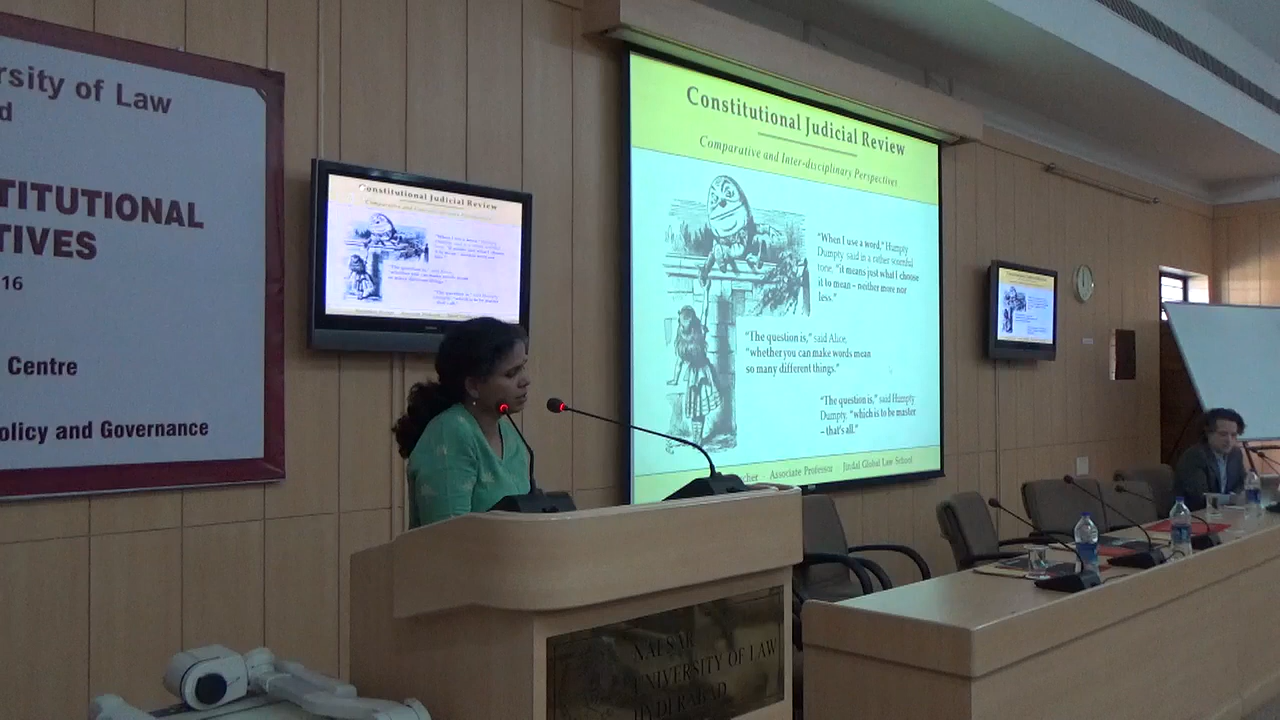 rsity of Law
d
TITUTIONAL
TIVES
16
Centre
olicy and Governance
Constitutional Judicial Review
Constitutional Judicial Review
Comparative and Inter-disciplinary Perspectives
"When I use a word," Humpty
Dumpty said in a rather scornful
tone, "it means just what I choose
it to mean – neither more nor
less."
"The question is," said Alice,
"whether you can make words mean
so many different things."
"The question is," said Humpty
Dumpty, "which is to be master
– that's all."
cher · Associate Professor · Jindal Global Law School
NALSAR
UNIVERSITY OF LAW
HYDERABAD